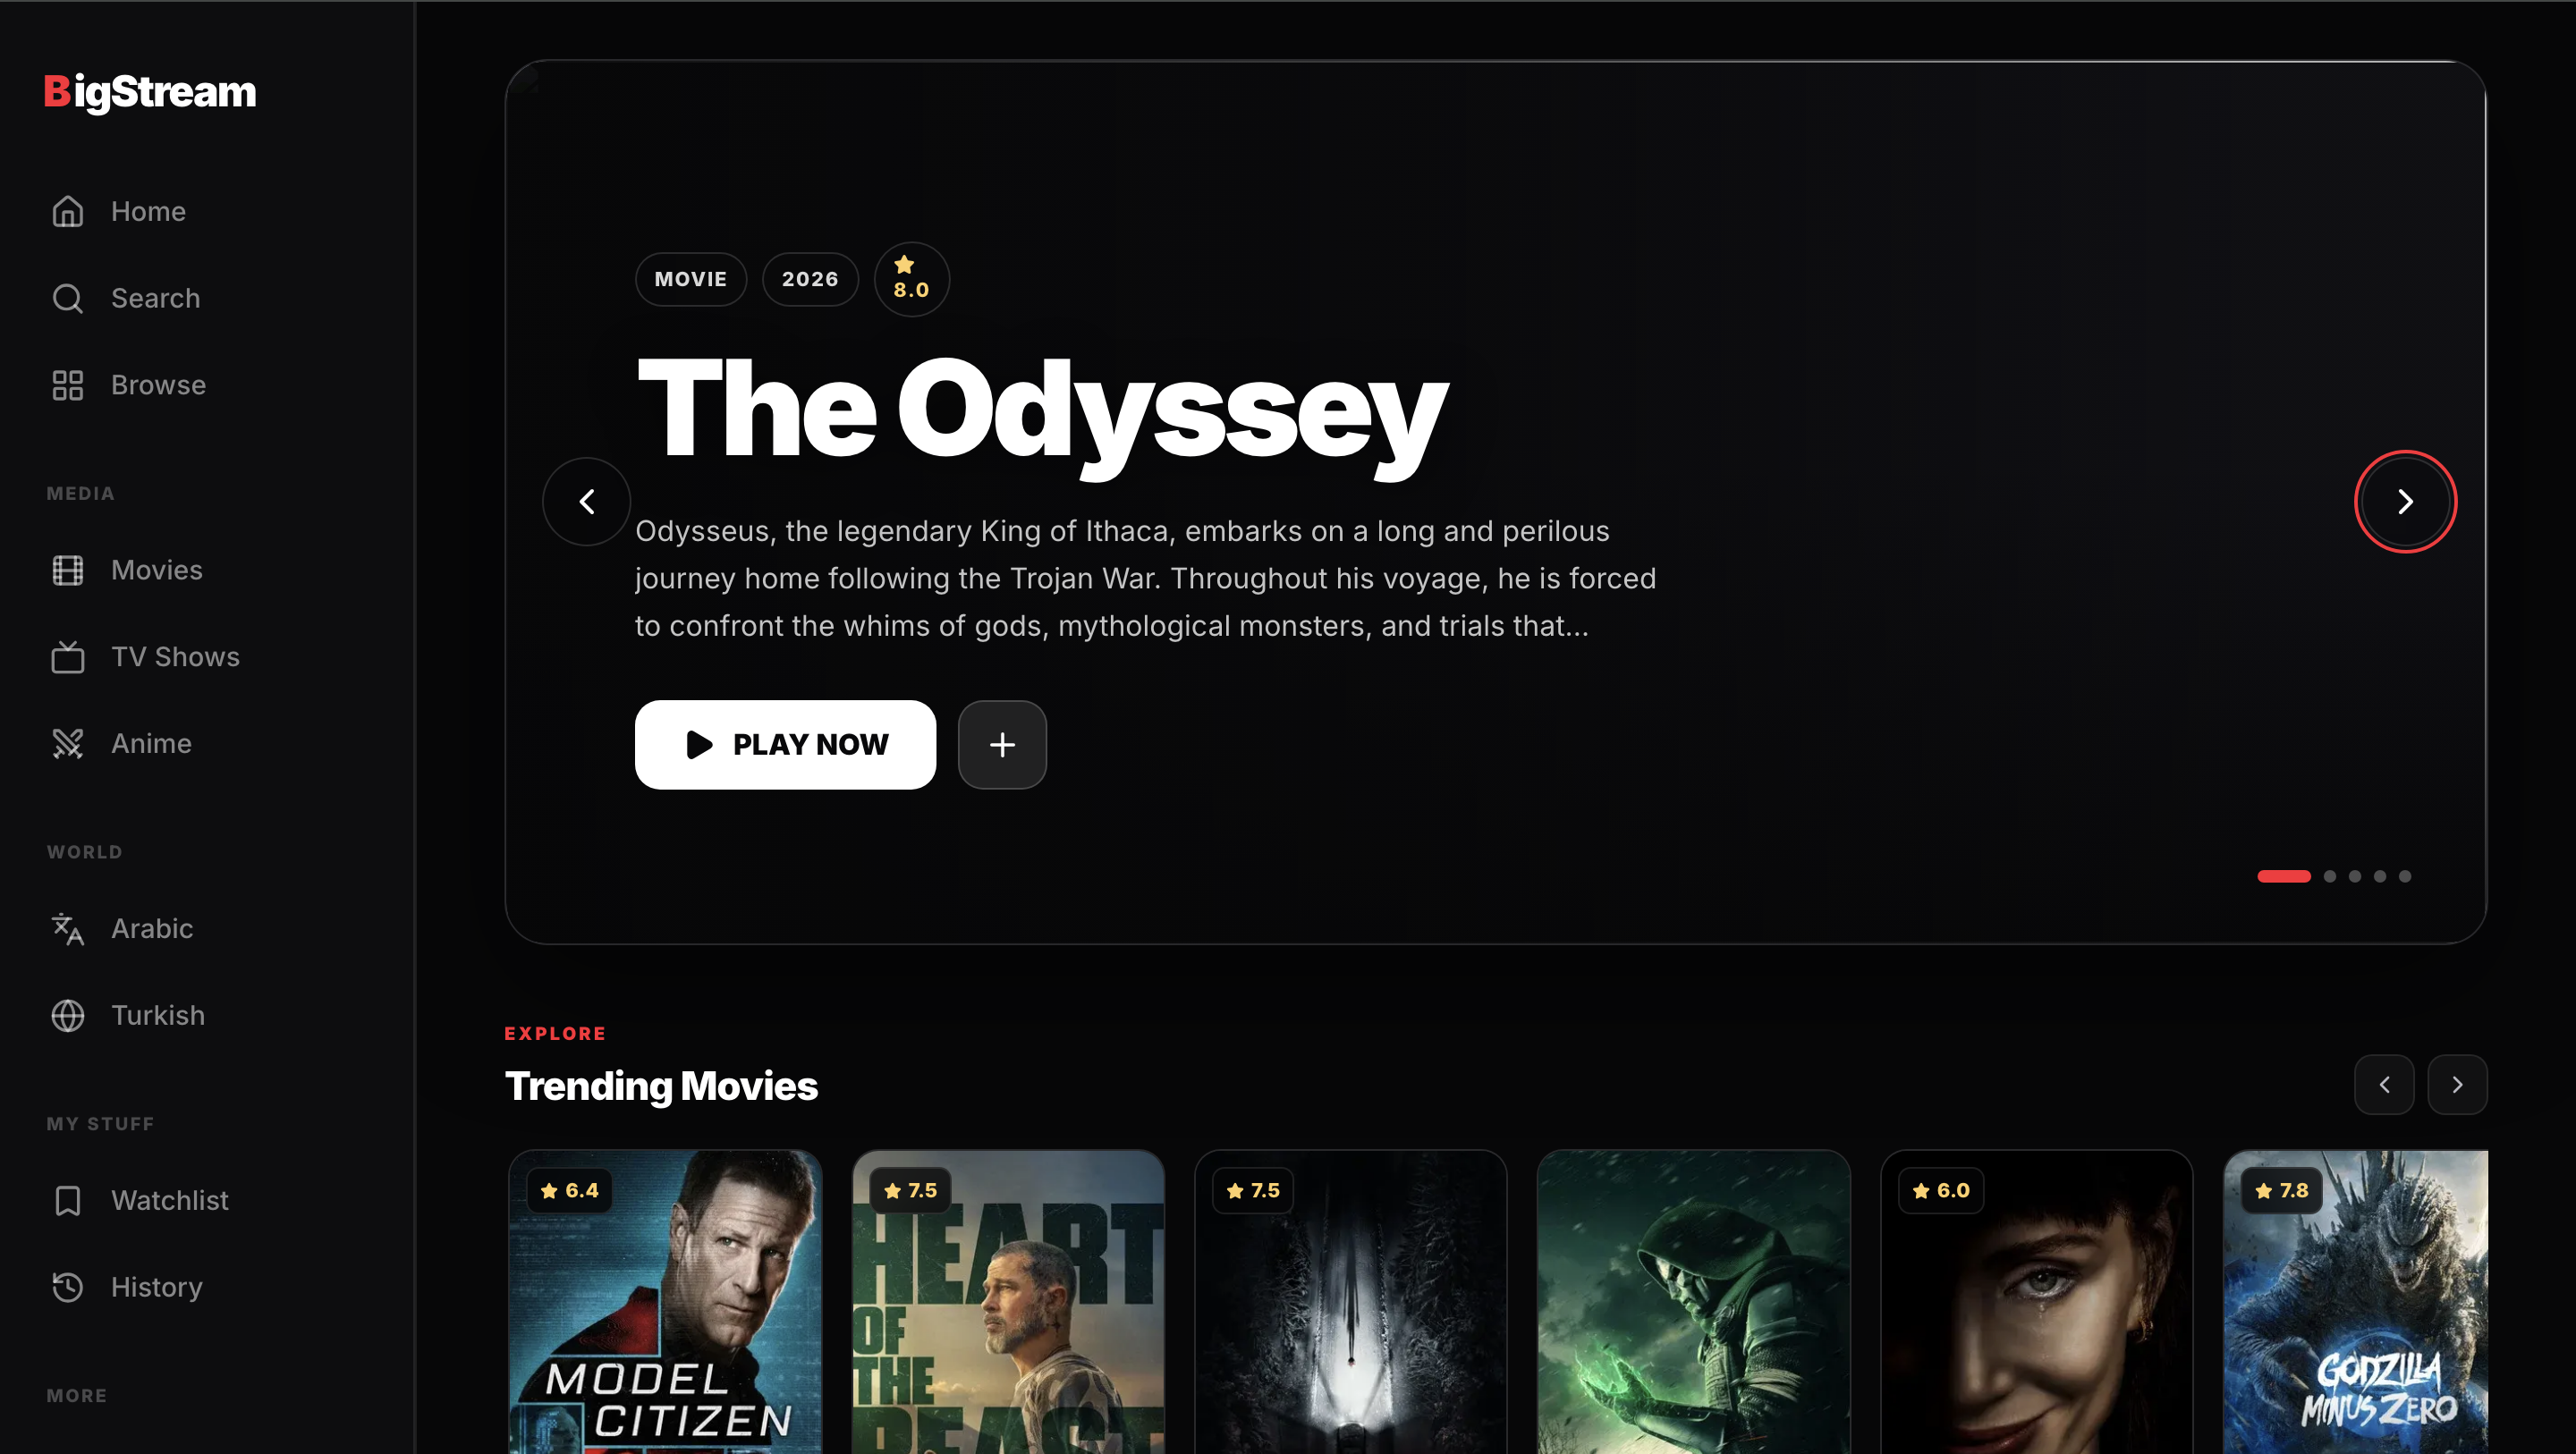 BigStream
Home
Search
Browse
MEDIA
Movies
TV Shows
Anime
WORLD
Arabic
Turkish
MY STUFF
Watchlist
History
MORE
MOVIE
2026
8.0
The Odyssey
Odysseus, the legendary King of Ithaca, embarks on a long and perilous
journey home following the Trojan War. Throughout his voyage, he is forced
to confront the whims of gods, mythological monsters, and trials that...
PLAY NOW
EXPLORE
Trending Movies
6.4
MODEL
CITIZEN
7.5
HEART
OF
THE
BEAST
7.5
6.0
7.8
GODZILLA
MINUS ZERO